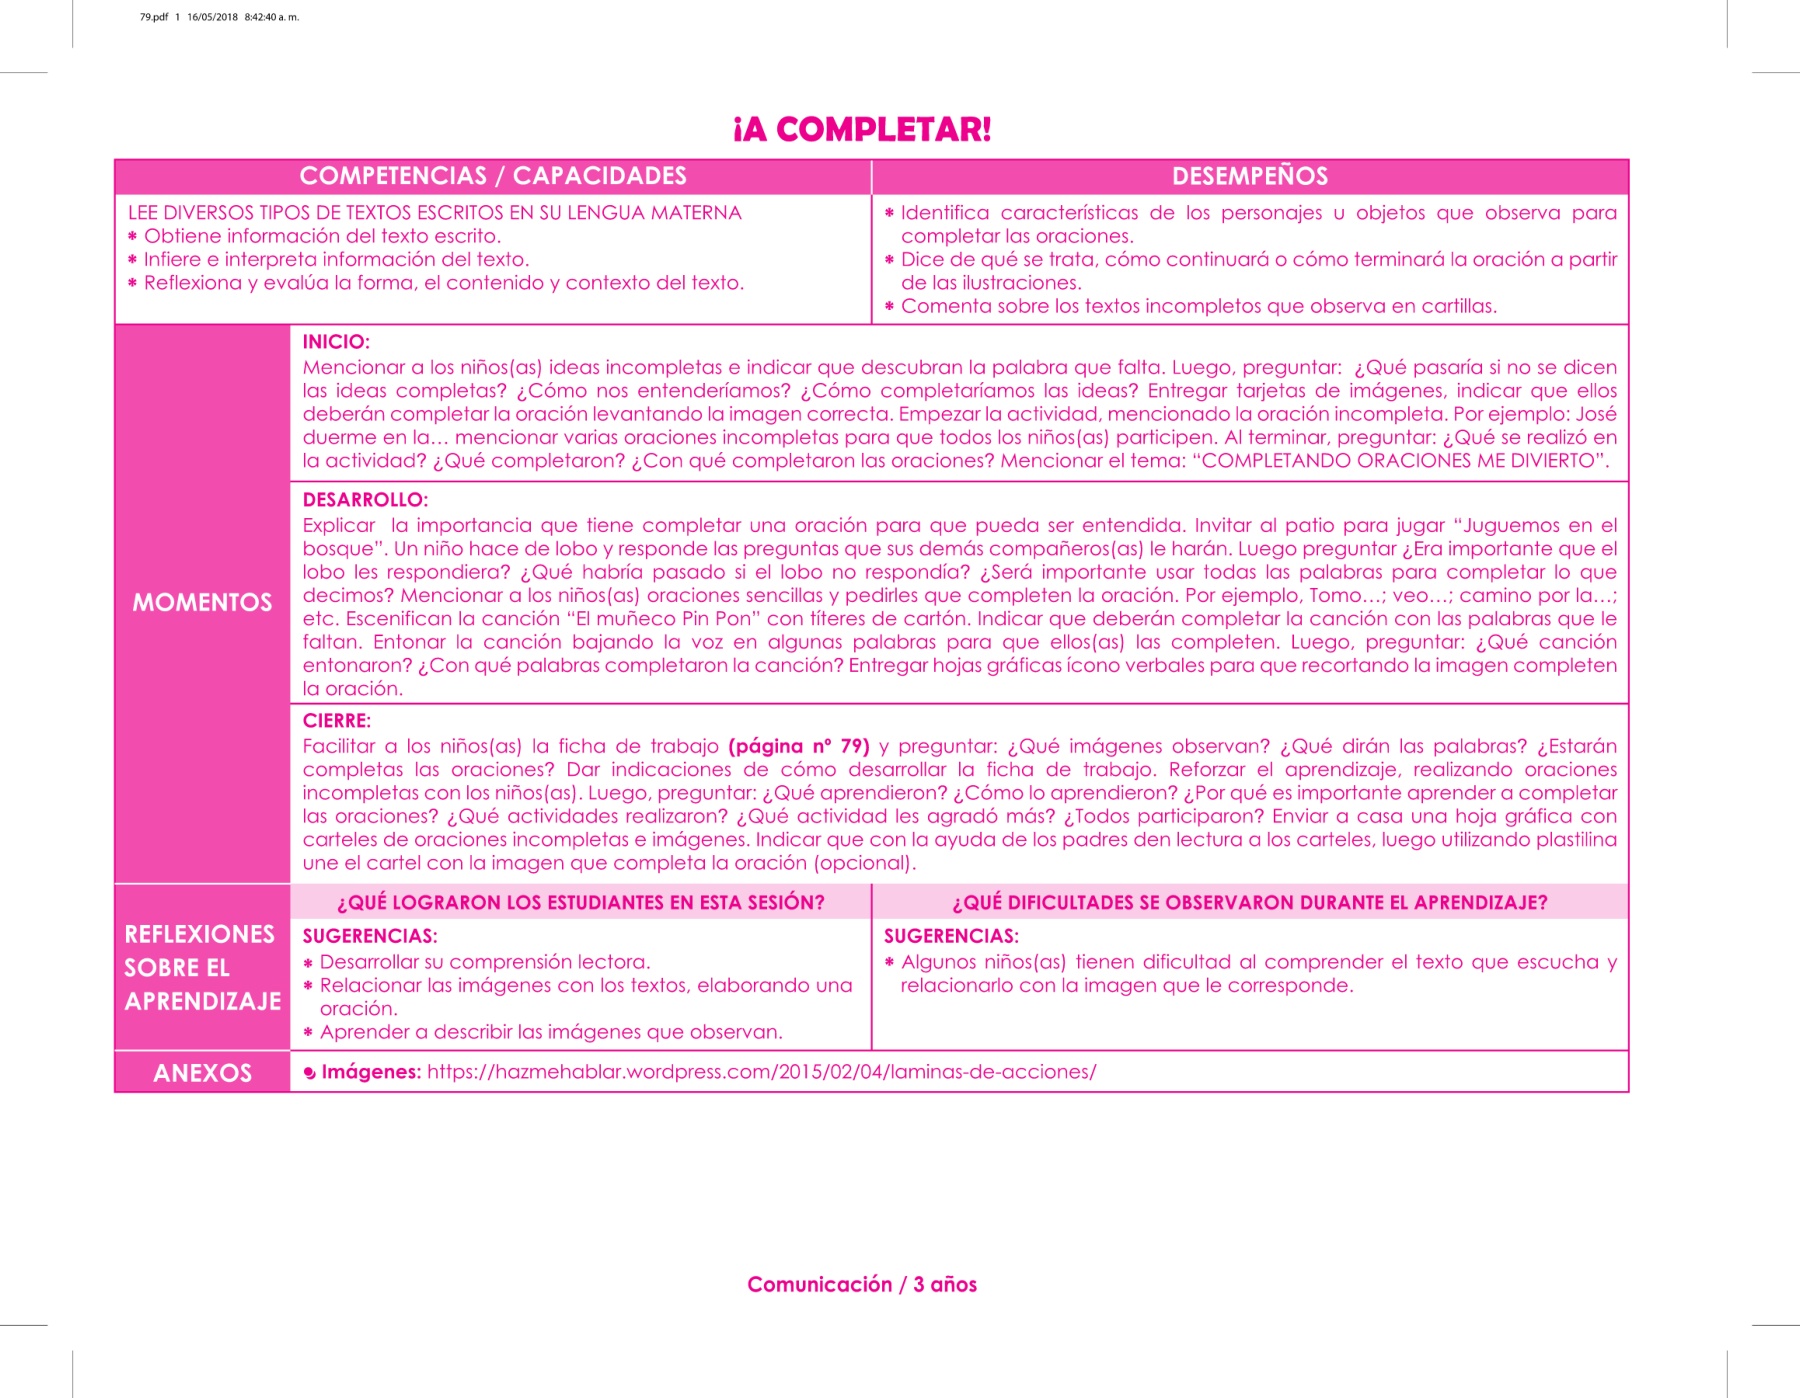 79.pdf 1 16/05/2018 8:42:40 a. m.
¡A COMPLETAR!
COMPETENCIAS / CAPACIDADES
DESEMPEÑOS
LEE DIVERSOS TIPOS DE TEXTOS ESCRITOS EN SU LENGUA MATERNA
* Obtiene información del texto escrito.
* Infiere e interpreta información del texto.
* Reflexiona y evalúa la forma, el contenido y contexto del texto.
* Identifica características de los personajes u objetos que observa para
completar las oraciones.
* Dice de qué se trata, cómo continuará o cómo terminará la oración a partir
de las ilustraciones.
* Comenta sobre los textos incompletos que observa en cartillas.
MOMENTOS
INICIO:
Mencionar a los niños(as) ideas incompletas e indicar que descubran la palabra que falta. Luego, preguntar: ¿Qué pasaría si no se dicen
las ideas completas? ¿Cómo nos entenderíamos? ¿Cómo completaríamos las ideas? Entregar tarjetas de imágenes, indicar que ellos
deberán completar la oración levantando la imagen correcta. Empezar la actividad, mencionado la oración incompleta. Por ejemplo: José
duerme en la… mencionar varias oraciones incompletas para que todos los niños(as) participen. Al terminar, preguntar: ¿Qué se realizó en
la actividad? ¿Qué completaron? ¿Con qué completaron las oraciones? Mencionar el tema: “COMPLETANDO ORACIONES ME DIVIERTO”.
DESARROLLO:
Explicar la importancia que tiene completar una oración para que pueda ser entendida. Invitar al patio para jugar “Juguemos en el
bosque”. Un niño hace de lobo y responde las preguntas que sus demás compañeros(as) le harán. Luego preguntar ¿Era importante que el
lobo les respondiera? ¿Qué habría pasado si el lobo no respondía? ¿Será importante usar todas las palabras para completar lo que
decimos? Mencionar a los niños(as) oraciones sencillas y pedirles que completen la oración. Por ejemplo, Tomo…; veo…; camino por la…;
etc. Escenifican la canción “El muñeco Pin Pon” con títeres de cartón. Indicar que deberán completar la canción con las palabras que le
faltan. Entonar la canción bajando la voz en algunas palabras para que ellos(as) las completen. Luego, preguntar: ¿Qué canción
entonaron? ¿Con qué palabras completaron la canción? Entregar hojas gráficas ícono verbales para que recortando la imagen completen
la oración.
CIERRE:
Facilitar a los niños(as) la ficha de trabajo (página nº 79) y preguntar: ¿Qué imágenes observan? ¿Qué dirán las palabras? ¿Estarán
completas las oraciones? Dar indicaciones de cómo desarrollar la ficha de trabajo. Reforzar el aprendizaje, realizando oraciones
incompletas con los niños(as). Luego, preguntar: ¿Qué aprendieron? ¿Cómo lo aprendieron? ¿Por qué es importante aprender a completar
las oraciones? ¿Qué actividades realizaron? ¿Qué actividad les agradó más? ¿Todos participaron? Enviar a casa una hoja gráfica con
carteles de oraciones incompletas e imágenes. Indicar que con la ayuda de los padres den lectura a los carteles, luego utilizando plastilina
une el cartel con la imagen que completa la oración (opcional).
REFLEXIONES
SOBRE EL
APRENDIZAJE
¿QUÉ LOGRARON LOS ESTUDIANTES EN ESTA SESIÓN?
SUGERENCIAS:
* Desarrollar su comprensión lectora.
* Relacionar las imágenes con los textos, elaborando una
oración.
* Aprender a describir las imágenes que observan.
¿QUÉ DIFICULTADES SE OBSERVARON DURANTE EL APRENDIZAJE?
SUGERENCIAS:
* Algunos niños(as) tienen dificultad al comprender el texto que escucha y
relacionarlo con la imagen que le corresponde.
ANEXOS
Imágenes: https://hazmehablar.wordpress.com/2015/02/04/laminas-de-acciones/
Comunicación / 3 años